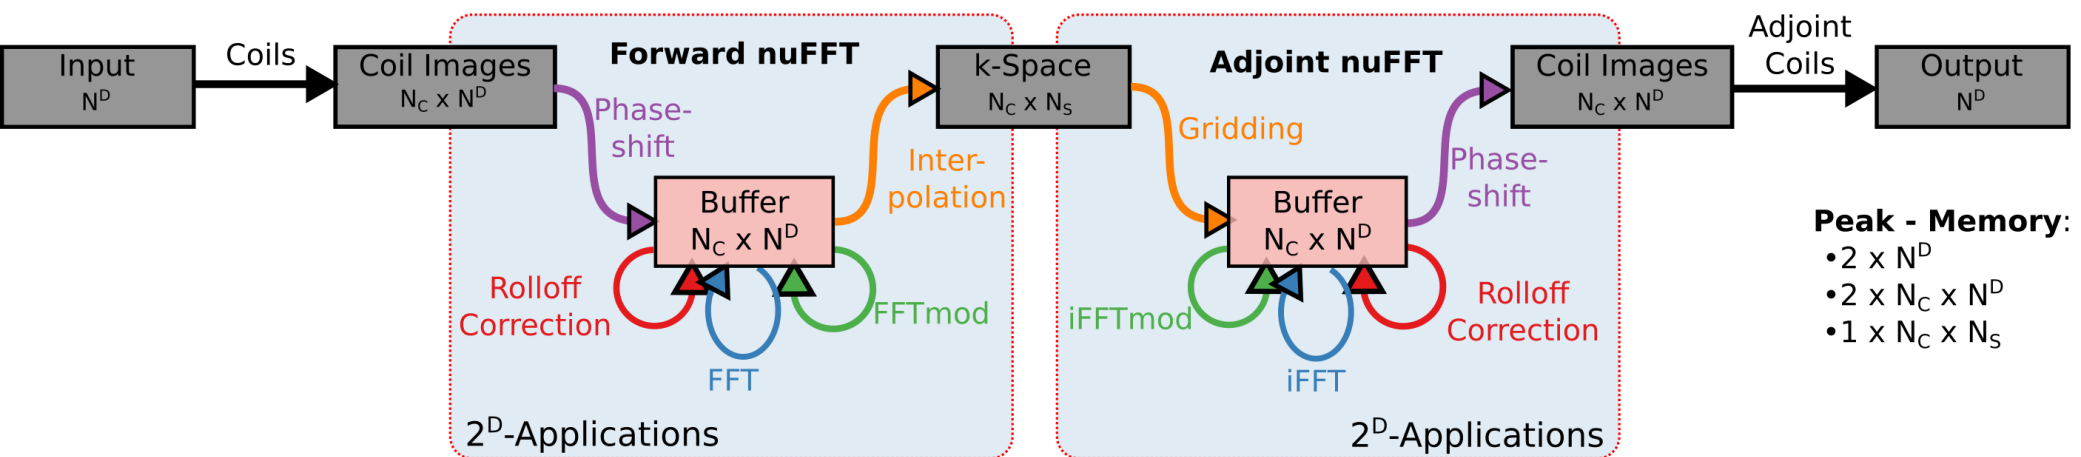 Input
N^D
Coils
Coil Images
N_C x N^D
Forward nuFFT
Phase-
shift
Buffer
N_C x N^D
Inter-
polation
Rolloff
Correction
FFT
FFTmod
2^D-Applications
k-Space
N_C x N_S
Adjoint nuFFT
Gridding
Buffer
N_C x N^D
Phase-
shift
iFFTmod
iFFT
Rolloff
Correction
2^D-Applications
Coil Images
N_C x N^D
Adjoint
Coils
Output
N^D
Peak - Memory:
•2 x N^D
•2 x N_C x N^D
•1 x N_C x N_S